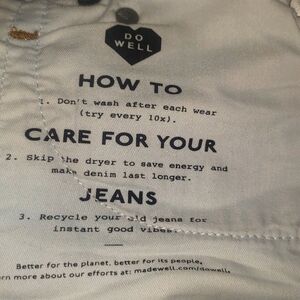 DO
WELL
HOW TO
1. Don't wash after each wear
(try every 10x).
CARE FOR YOUR
2. Skip the dryer to save energy and
make denim last longer.
JEANS
3. Recycle your old jeans for
instant good vibes.
Better for the planet, better for its people.
rn more about our efforts at: madewell.com/dowell.